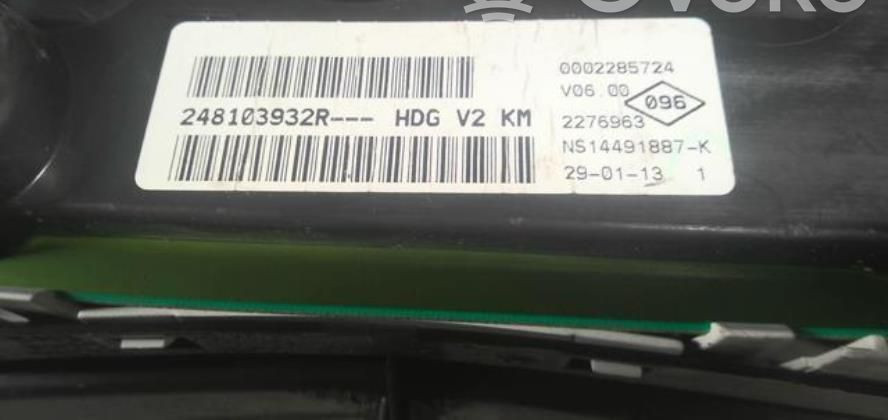 248103932R--- HDG V2 KM
0002285724
V06.00
096
2276963
NS14491887-K
29-01-13 1